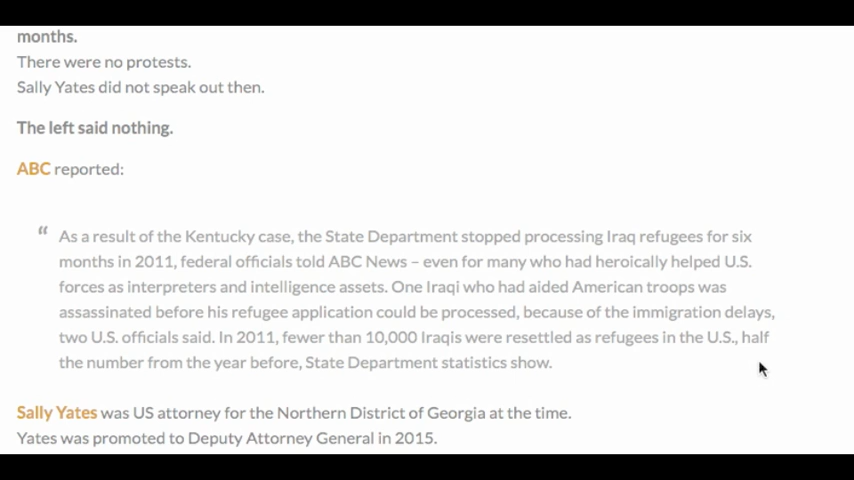 months.
There were no protests.
Sally Yates did not speak out then.
The left said nothing.
ABC reported:
“ As a result of the Kentucky case, the State Department stopped processing Iraq refugees for six
months in 2011, federal officials told ABC News – even for many who had heroically helped U.S.
forces as interpreters and intelligence assets. One Iraqi who had aided American troops was
assassinated before his refugee application could be processed, because of the immigration delays,
two U.S. officials said. In 2011, fewer than 10,000 Iraqis were resettled as refugees in the U.S., half
the number from the year before, State Department statistics show.
Sally Yates was US attorney for the Northern District of Georgia at the time.
Yates was promoted to Deputy Attorney General in 2015.